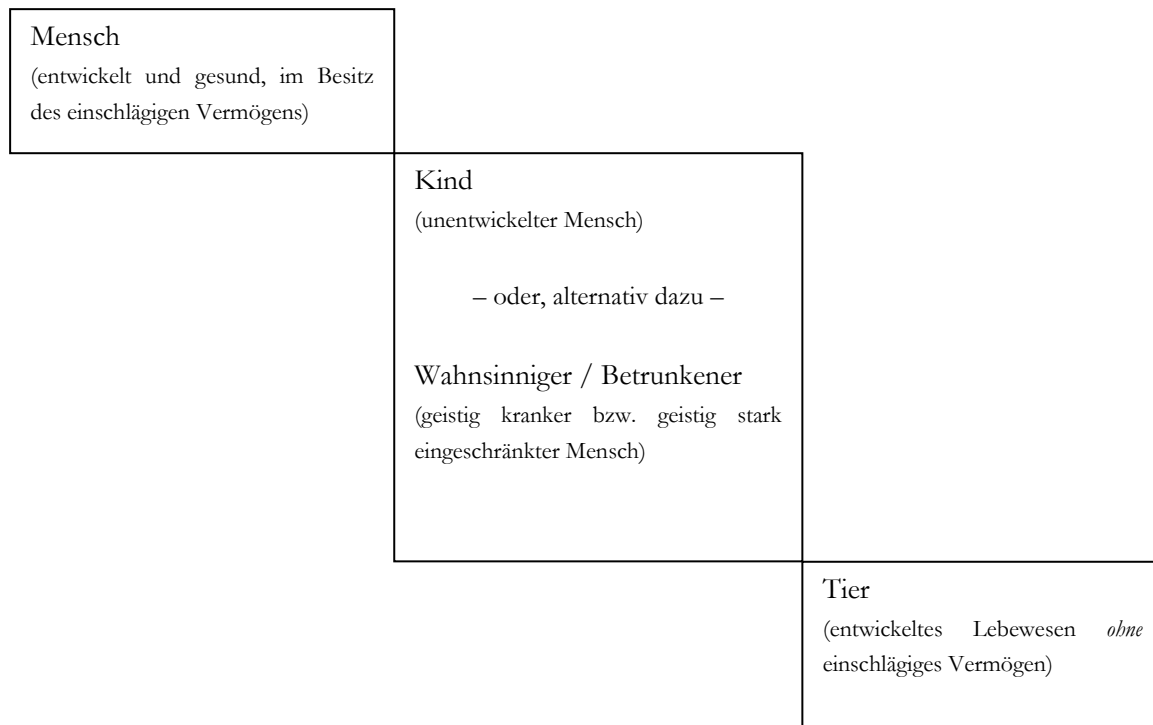 Mensch
(entwickelt und gesund, im Besitz
des einschlägigen Vermögens)
Kind
(unentwickelter Mensch)
– oder, alternativ dazu –
Wahnsinniger / Betrunkener
(geistig kranker bzw. geistig stark
eingeschränkter Mensch)
Tier
(entwickeltes Lebewesen ohne
einschlägiges Vermögen)